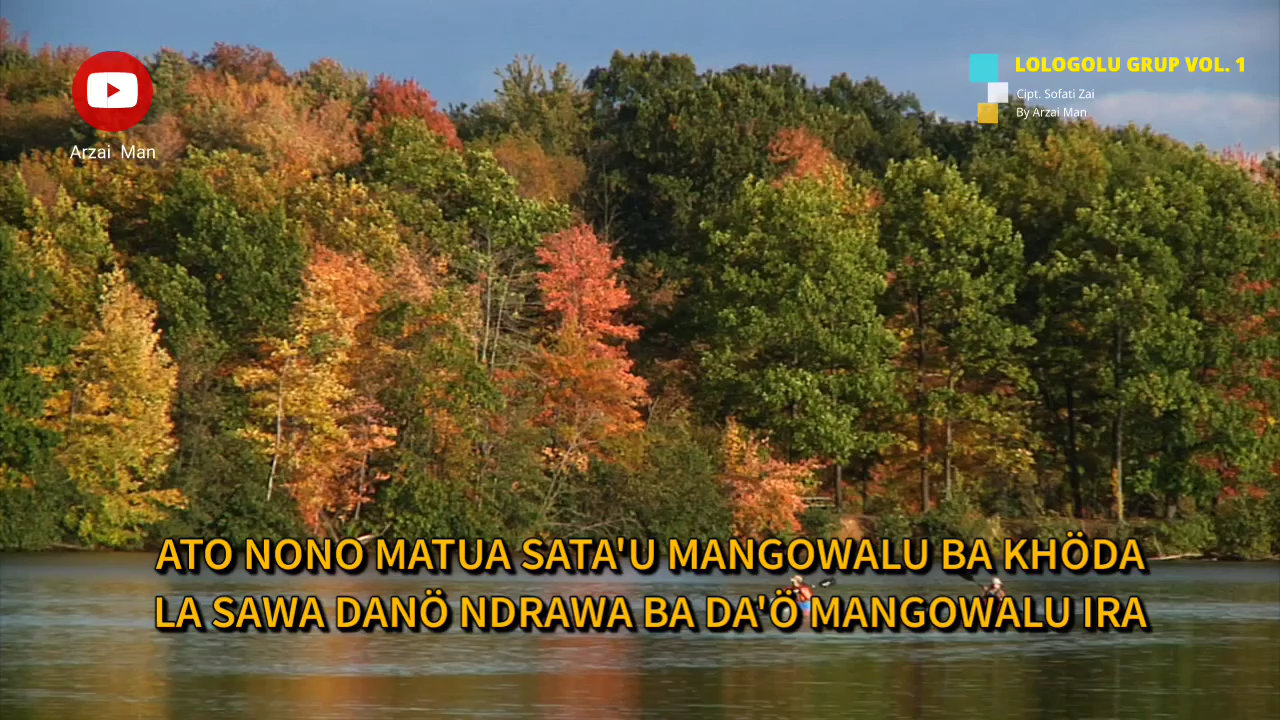 LOLOGOLU GRUP VOL. 1
Cipt. Sofati Zai
By Arzai Man
Arzai Man
ATO NONO MATUA SATA'U MANGOWALU BA KHÖDA
LA SAWA DANÖ NDRAWA BA DA'Ö MANGOWALU IRA